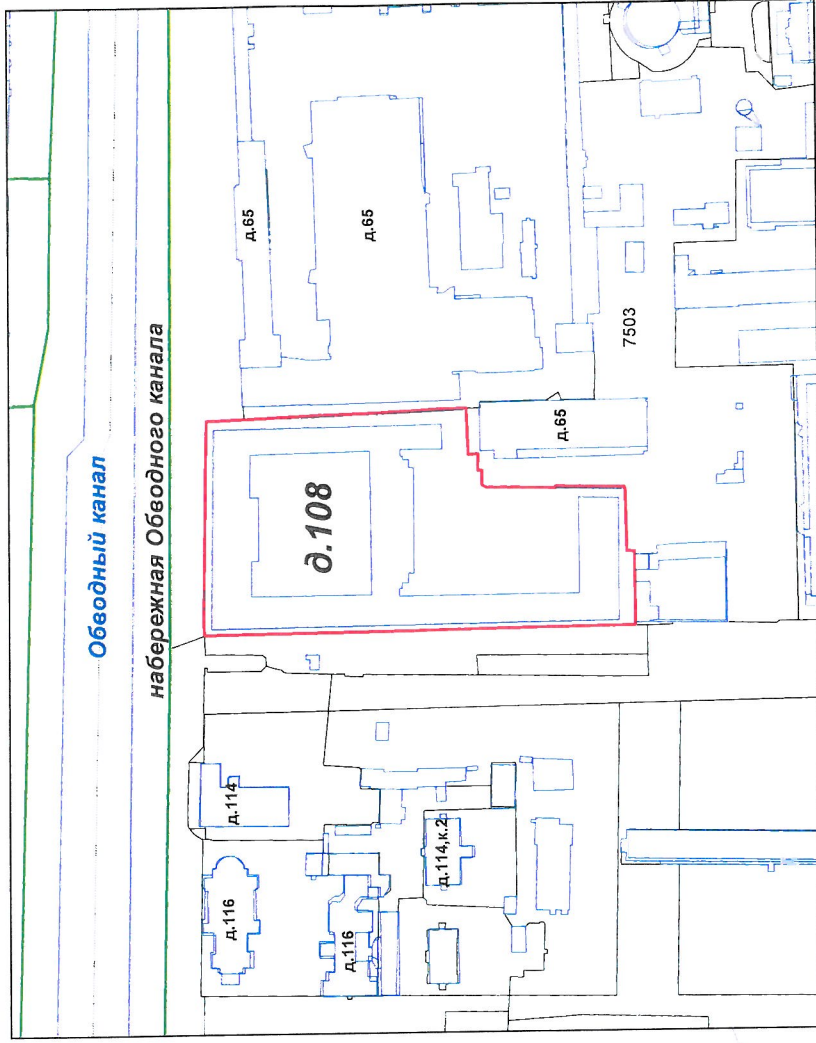 Обводный канал
набережная Обводного канала
д.65
д.65
д.108
7503
д.65
д.114
д.116
д.114,к.2
д.116